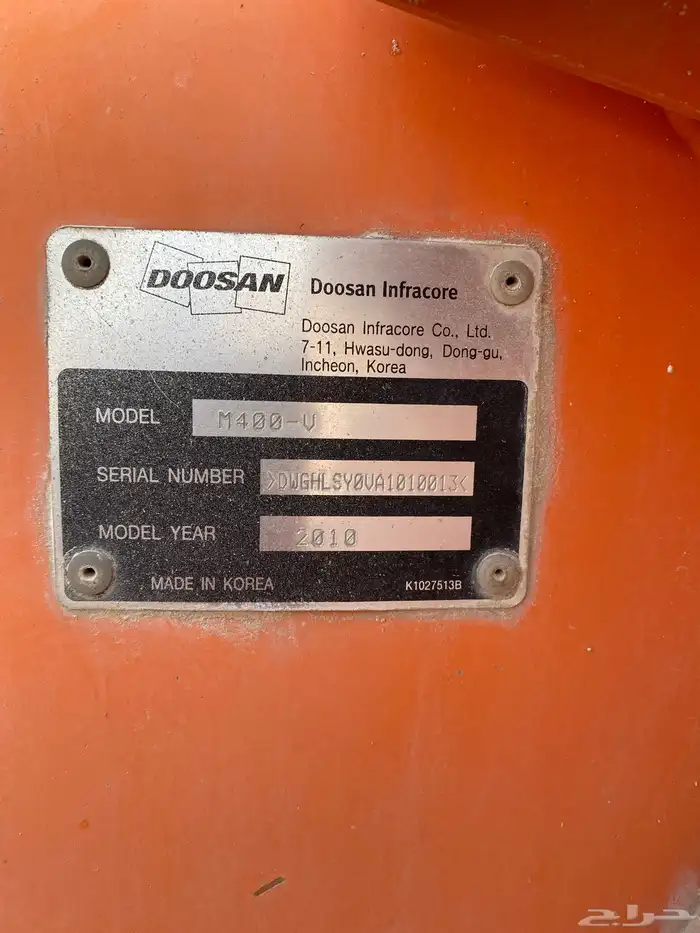 DOOSAN Doosan Infracore
Doosan Infracore Co., Ltd.
7-11, Hwasu-dong, Dong-gu,
Incheon, Korea
MODEL M400-V
SERIAL NUMBER >DWGHLSY0VA1010013<
MODEL YEAR 2010
MADE IN KOREA K1027513B
حراج